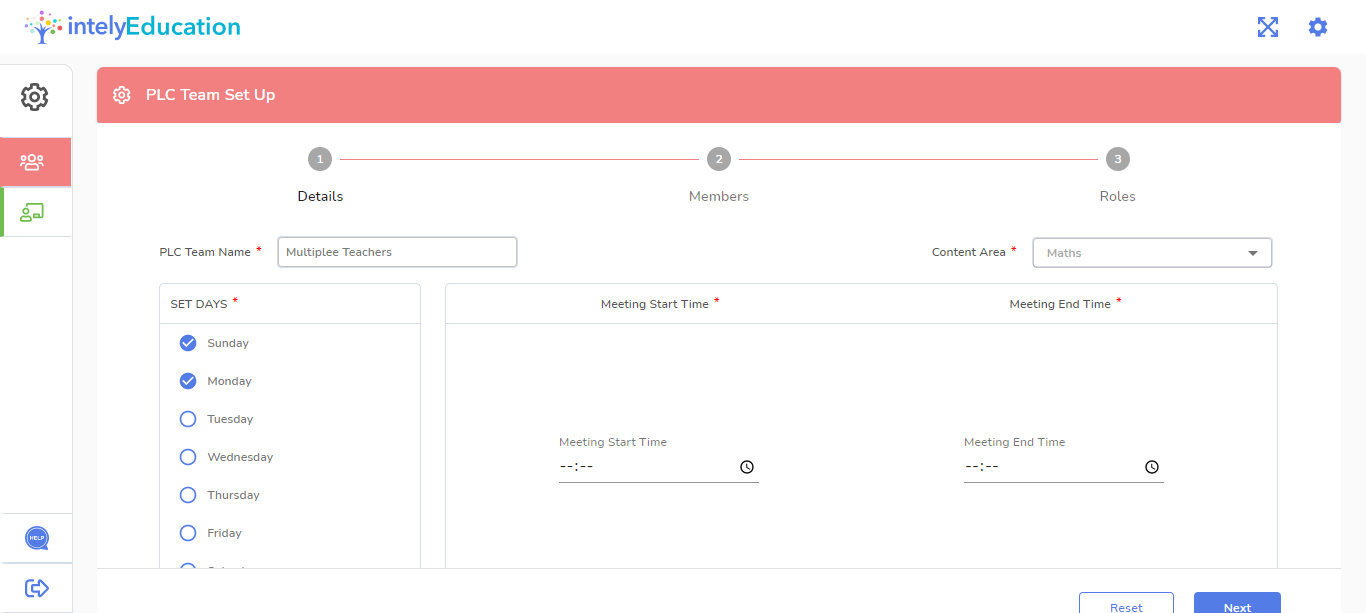 intelyEducation
PLC Team Set Up
1 2 3
Details Members Roles
PLC Team Name * Multiplee Teachers Content Area * Maths
SET DAYS * Meeting Start Time * Meeting End Time *
Sunday
Monday
Tuesday
Meeting Start Time Meeting End Time
Wednesday
--:-- --:--
Thursday
Friday
HELP
Reset Next